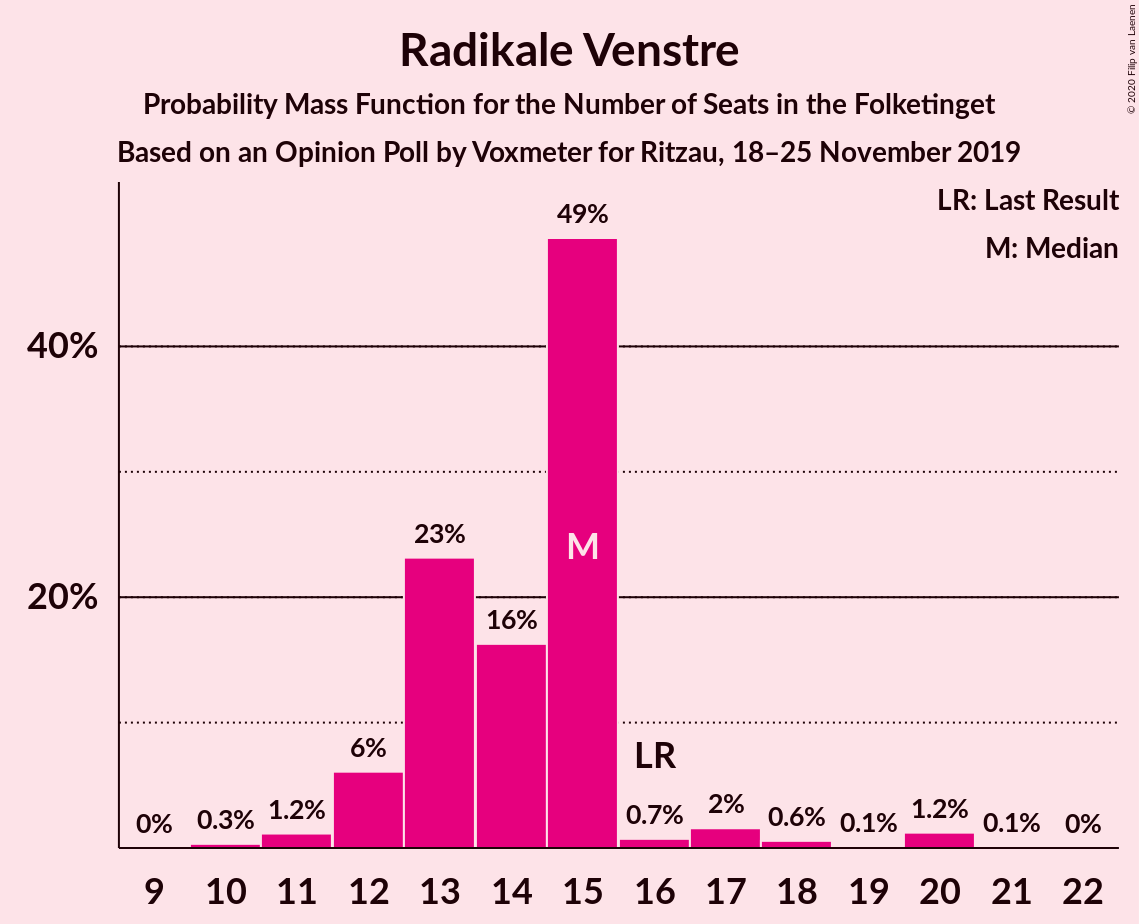 Radikale Venstre
Probability Mass Function for the Number of Seats in the Folketinget
Based on an Opinion Poll by Voxmeter for Ritzau, 18–25 November 2019
© 2020 Filip van Laenen
LR: Last Result
M: Median
40%
20%
0%
0.3%
1.2%
6%
23%
16%
49%
M
LR
0.7%
2%
0.6%
0.1%
1.2%
0.1%
0%
9 10 11 12 13 14 15 16 17 18 19 20 21 22